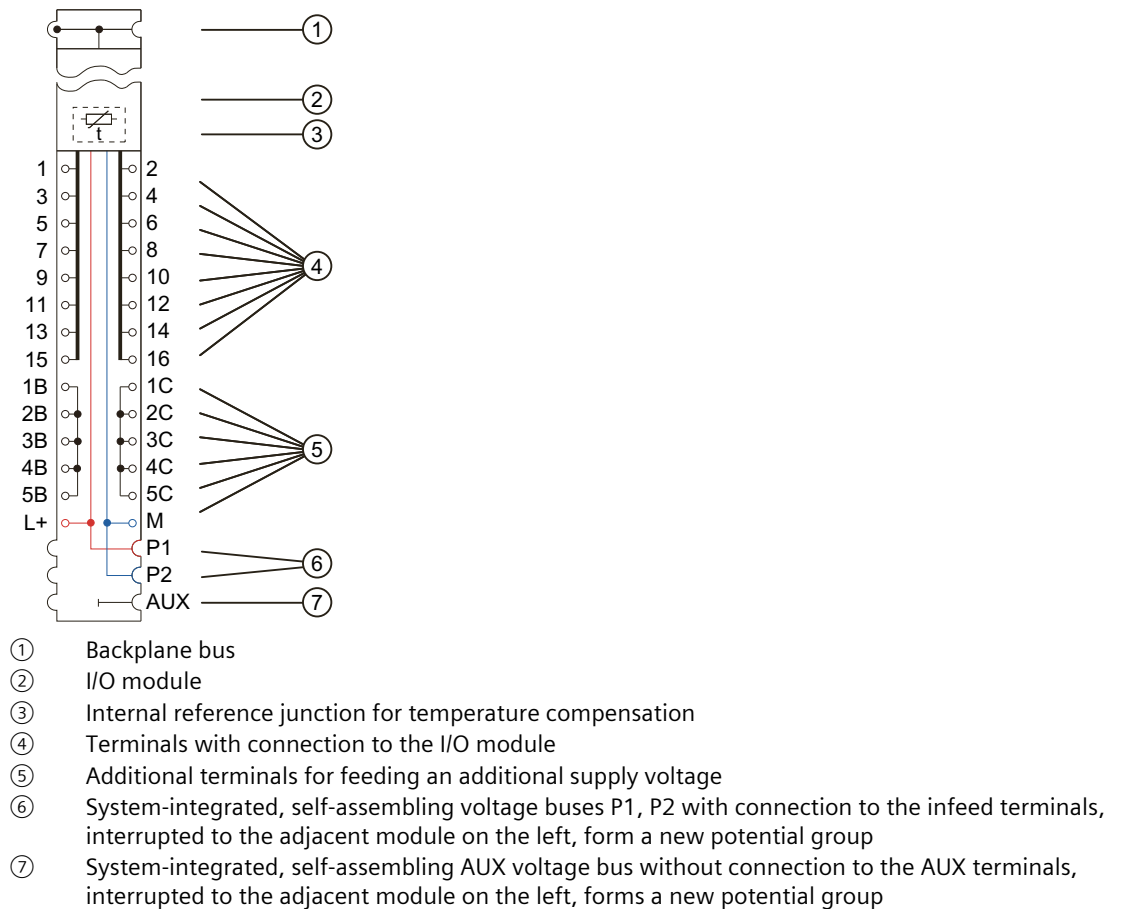 ①
②
t ③
1 2
3 4
5 6
7 8
9 10
④
11 12
13 14
15 16
1B 1C
2B 2C
3B 3C
⑤
4B 4C
5B 5C
L+ M
P1
⑥
P2
AUX ⑦
① Backplane bus
② I/O module
③ Internal reference junction for temperature compensation
④ Terminals with connection to the I/O module
⑤ Additional terminals for feeding an additional supply voltage
⑥ System-integrated, self-assembling voltage buses P1, P2 with connection to the infeed terminals,
interrupted to the adjacent module on the left, form a new potential group
⑦ System-integrated, self-assembling AUX voltage bus without connection to the AUX terminals,
interrupted to the adjacent module on the left, forms a new potential group